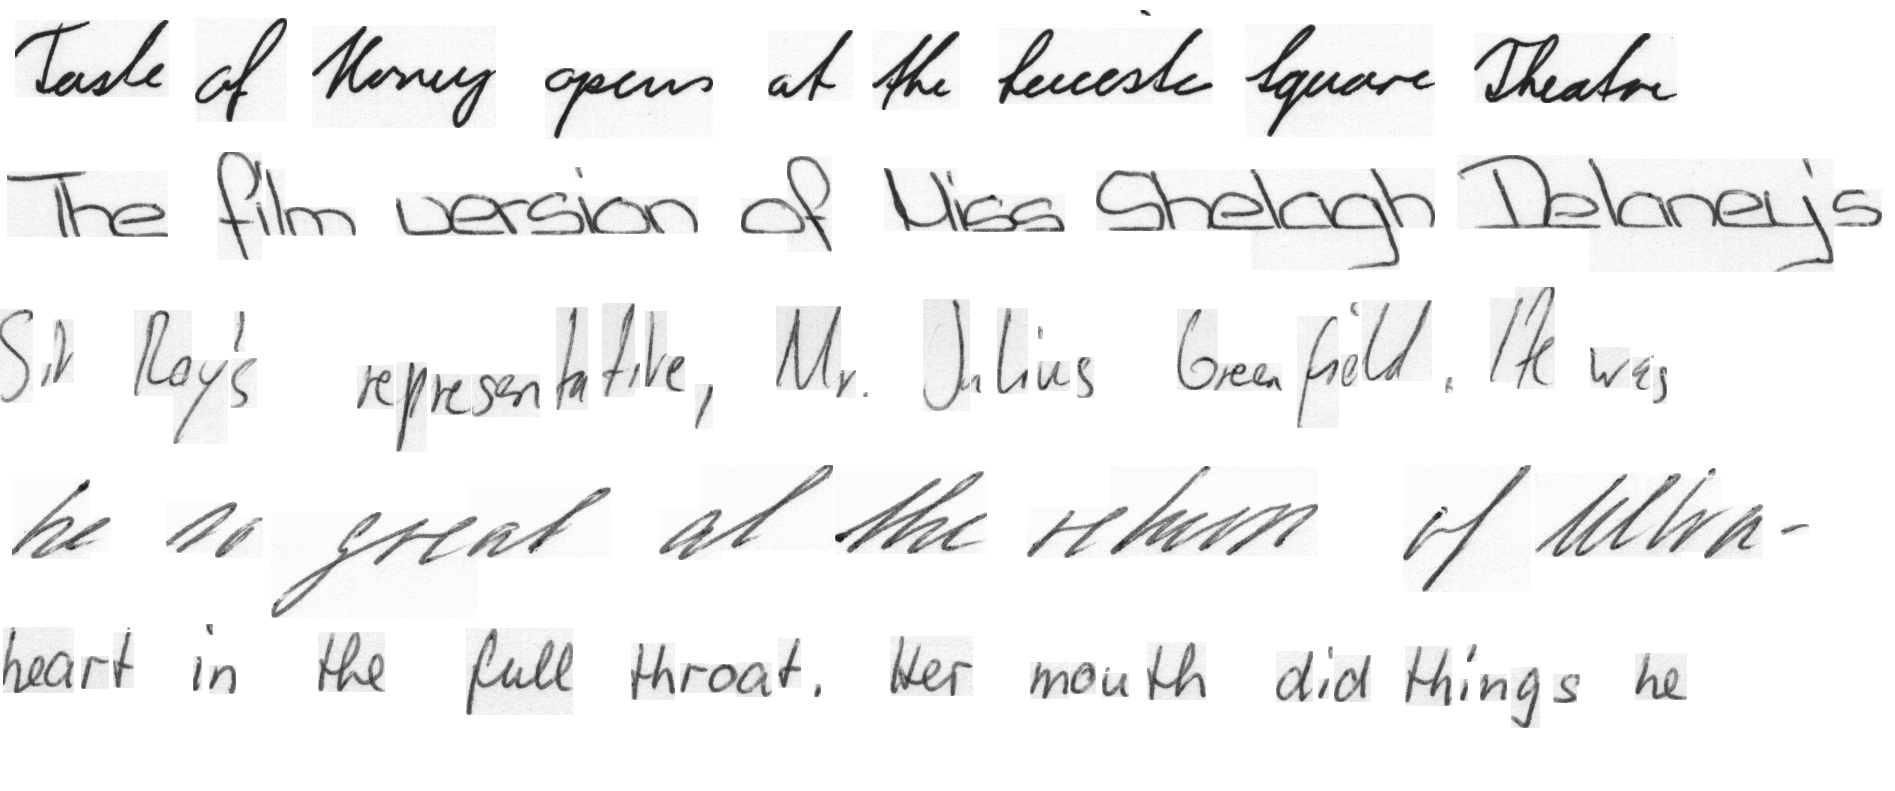 Taste of Honey opens at the Leicester Square Theatre
The film version of Miss Shelagh Delaney's
Sir Roy's representative, Mr. Julius Greenfield. He was
be so great at the return of Ultra-
heart in the full throat. Her mouth did things he